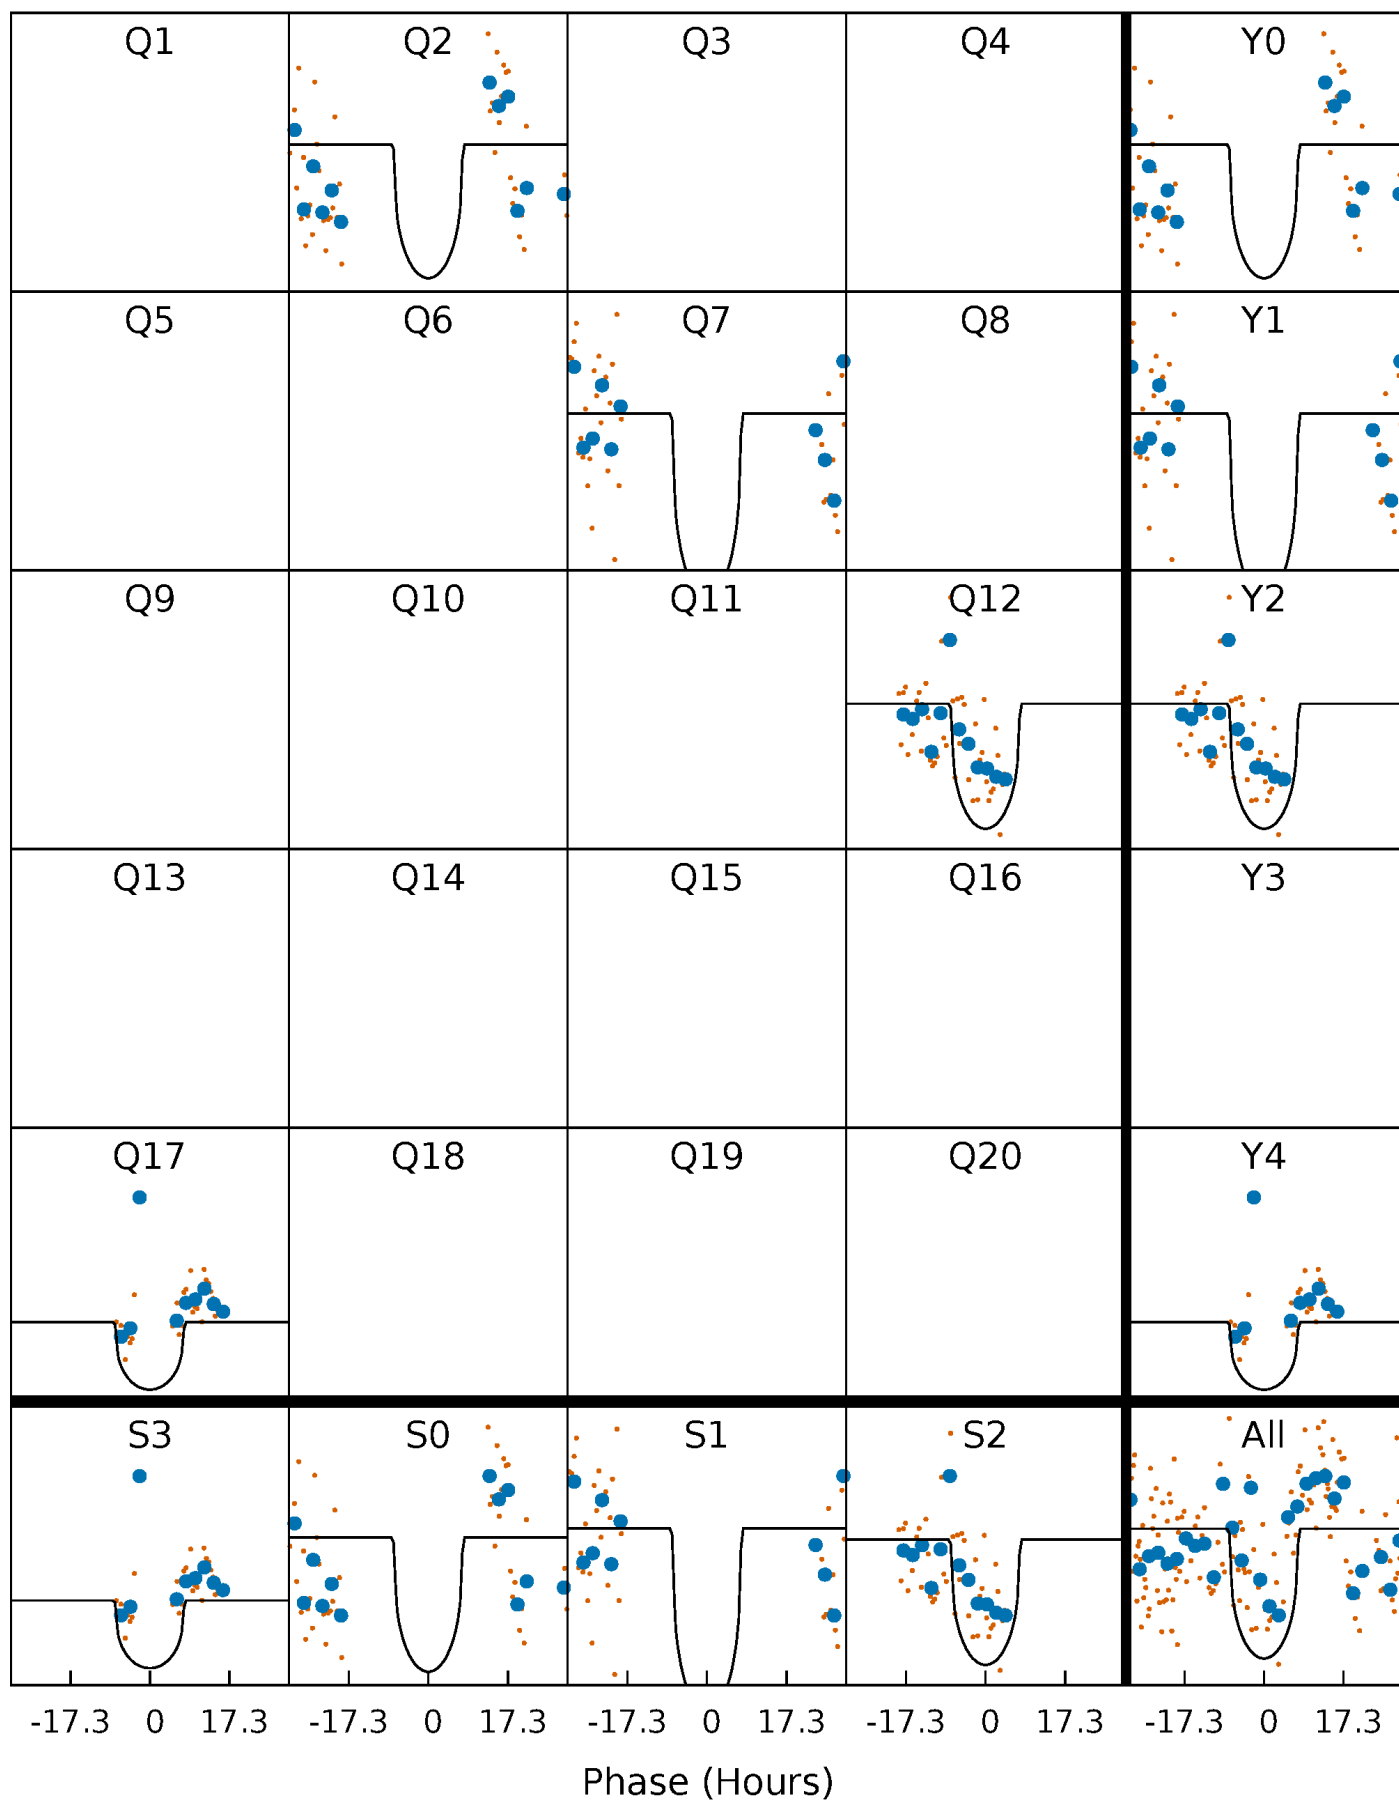 Q1 Q2 Q3 Q4 Y0
Q5 Q6 Q7 Q8 Y1
Q9 Q10 Q11 Q12 Y2
Q13 Q14 Q15 Q16 Y3
Q17 Q18 Q19 Q20 Y4
S3 S0 S1 S2 All
-17.3 0 17.3 -17.3 0 17.3 -17.3 0 17.3 -17.3 0 17.3 -17.3 0 17.3
Phase (Hours)